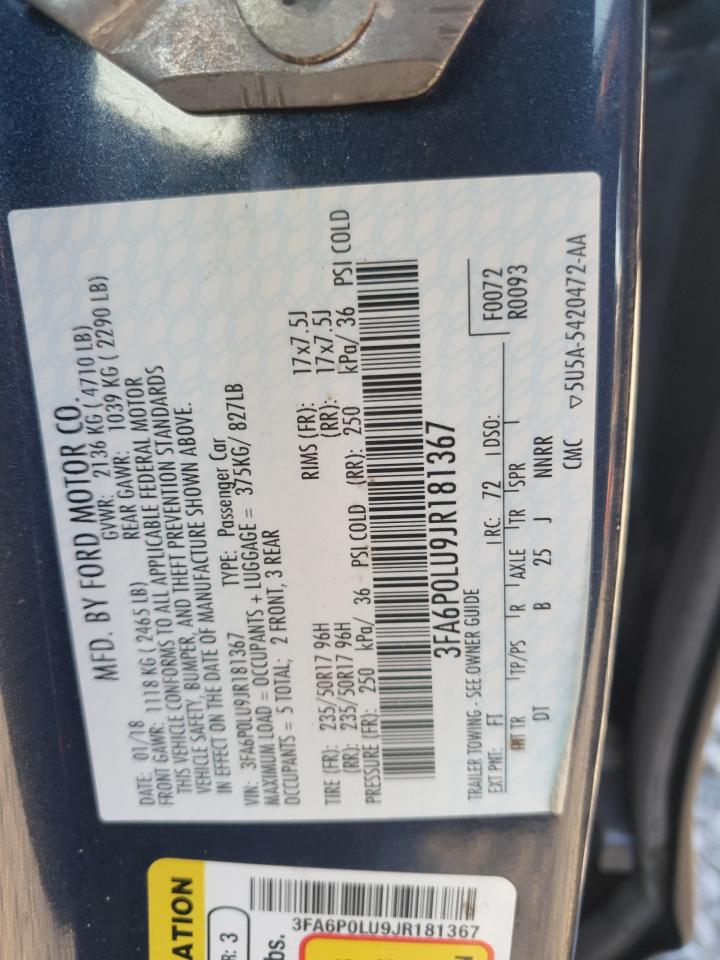 MFD. BY FORD MOTOR CO.
DATE: 01/18 GVWR: 2136 KG ( 4710 LB)
FRONT GAWR: 1118 KG ( 2465 LB) REAR GAWR: 1039 KG ( 2290 LB)
THIS VEHICLE CONFORMS TO ALL APPLICABLE FEDERAL MOTOR
VEHICLE SAFETY, BUMPER, AND THEFT PREVENTION STANDARDS
IN EFFECT ON THE DATE OF MANUFACTURE SHOWN ABOVE.
VIN: 3FA6P0LU9JR181367 TYPE: Passenger Car
MAXIMUM LOAD = OCCUPANTS + LUGGAGE = 375KG/ 827LB
OCCUPANTS = 5 TOTAL; 2 FRONT, 3 REAR
TIRE (FR): 235/50R17 96H RIMS (FR): 17x7.5J
(RR): 235/50R17 96H (RR): 17x7.5J
PRESSURE (FR): 250 kPa/ 36 PSI COLD (RR): 250 kPa/ 36 PSI COLD
3FA6P0LU9JR181367
TRAILER TOWING - SEE OWNER GUIDE
EXT PNT: FT RC: 72 DSO: F0072
R0093
INT TR TP/PS R AXLE TR SPR
DT B 25 J NNRR
CMC ▽5U5A-5420472-AA
ATION
R: 3
3FA6P0LU9JR181367
bs.